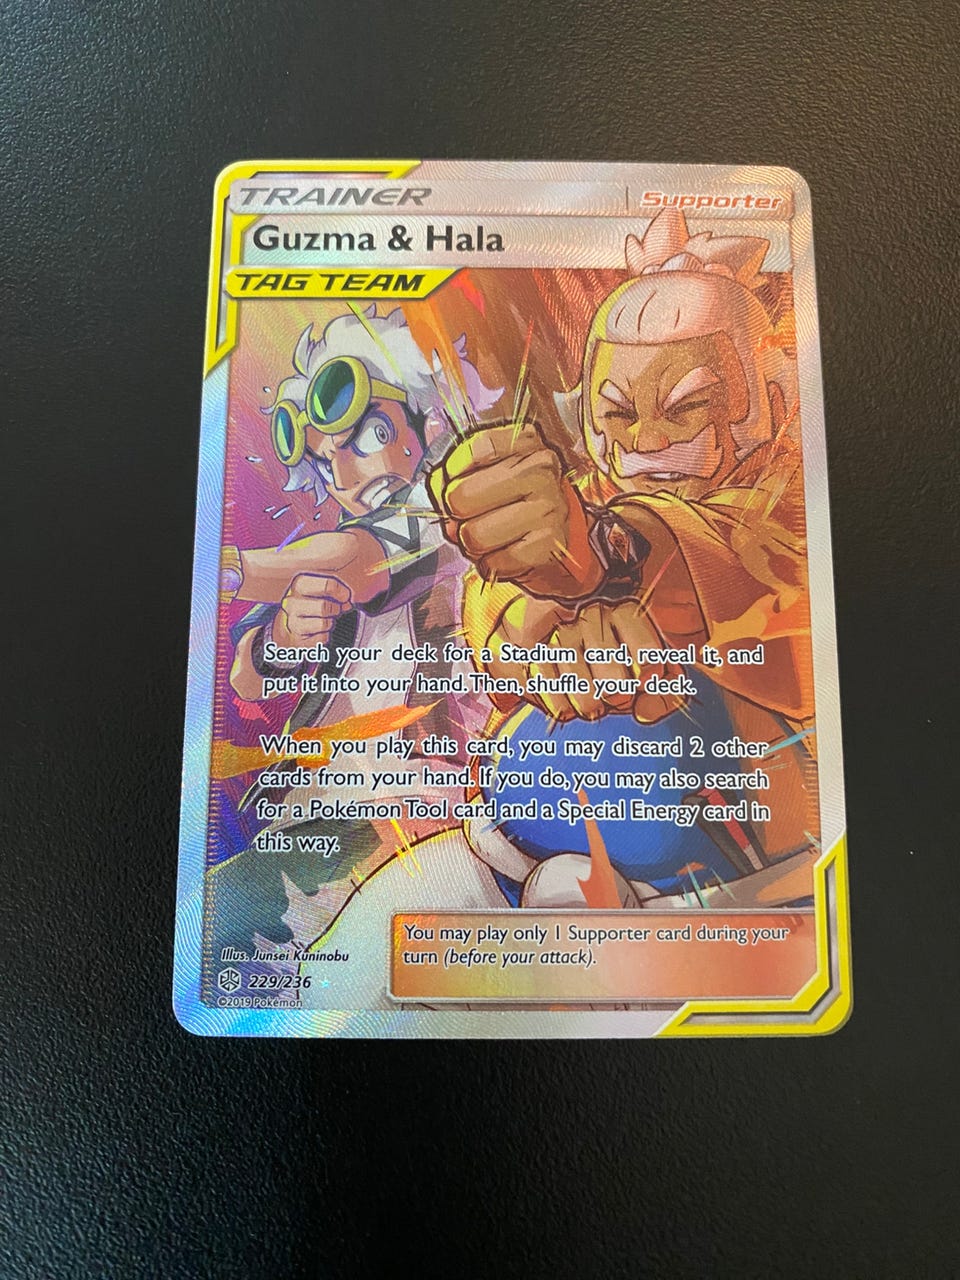 TRAINER
Supporter
Guzma & Hala
TAG TEAM
Search your deck for a Stadium card, reveal it, and
put it into your hand. Then, shuffle your deck.
When you play this card, you may discard 2 other
cards from your hand. If you do, you may also search
for a Pokémon Tool card and a Special Energy card in
this way.
You may play only 1 Supporter card during your
turn (before your attack).
Illus. Junsei Kuninobu
229/236
©2019 Pokémon